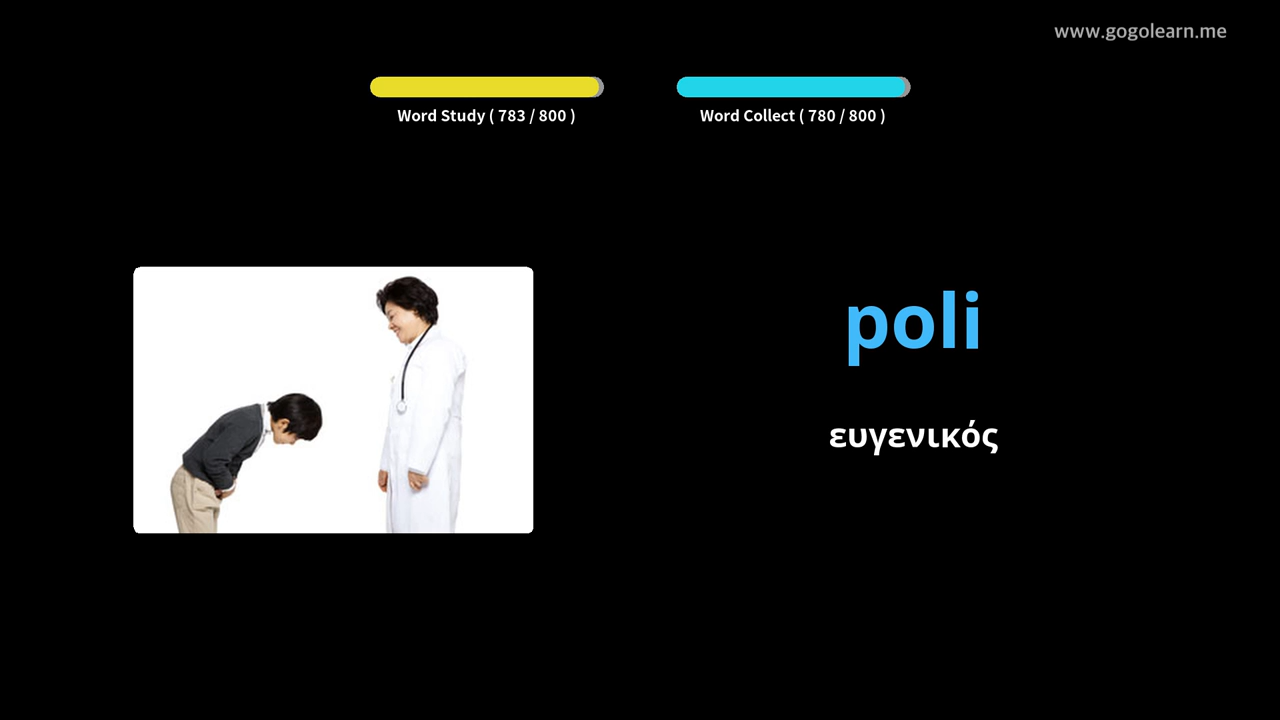 www.gogolearn.me
Word Study ( 783 / 800 )
Word Collect ( 780 / 800 )
poli
ευγενικός